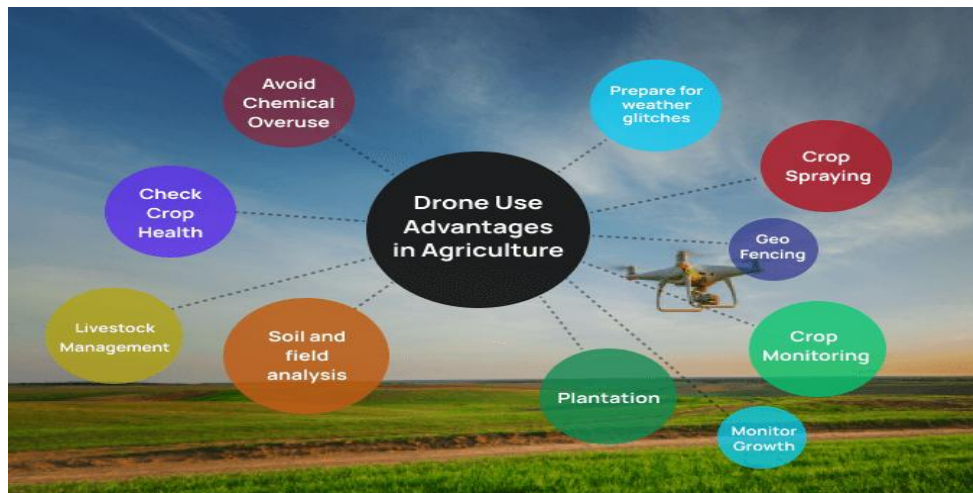 Drone Use
Advantages
in Agriculture
Avoid
Chemical
Overuse
Prepare for
weather
glitches
Crop
Spraying
Check
Crop
Health
Geo
Fencing
Livestock
Management
Soil and
field
analysis
Crop
Monitoring
Plantation
Monitor
Growth